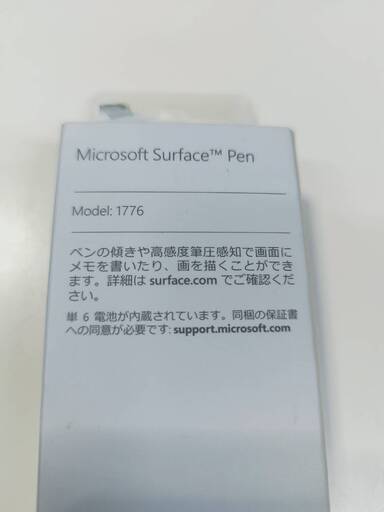 Microsoft Surface™ Pen
Model: 1776
ペンの傾きや高感度筆圧感知で画面に
メモを書いたり、画を描くことができ
ます。詳細は surface.com でご確認くだ
さい。
単 6 電池が内蔵されています。同梱の保証書
への同意が必要です: support.microsoft.com